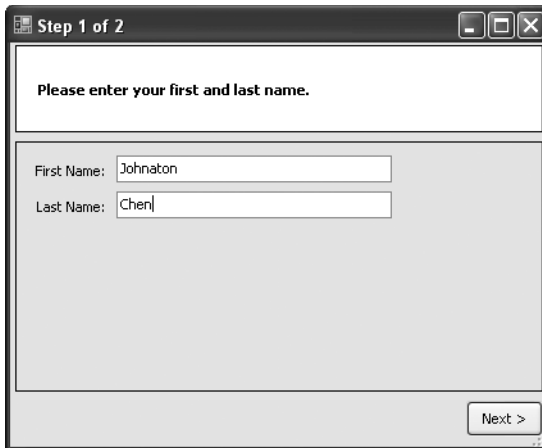 Step 1 of 2
Please enter your first and last name.
First Name: Johnaton
Last Name: Chen
Next >